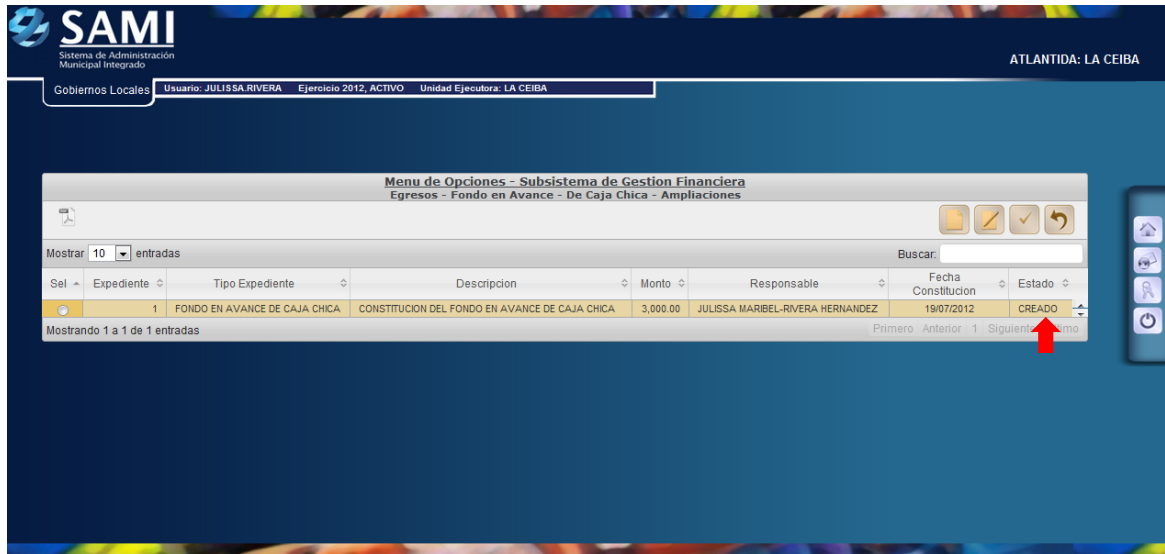 SAMI
Sistema de Administración
Municipal Integrado
ATLANTIDA: LA CEIBA
Gobiernos Locales
Usuario: JULISSA.RIVERA Ejercicio 2012, ACTIVO Unidad Ejecutora: LA CEIBA
Menu de Opciones - Subsistema de Gestion Financiera
Egresos - Fondo en Avance - De Caja Chica - Ampliaciones
Mostrar 10 entradas Buscar:
Sel Expediente Tipo Expediente Descripcion Monto Responsable Fecha Constitucion Estado
1 FONDO EN AVANCE DE CAJA CHICA CONSTITUCION DEL FONDO EN AVANCE DE CAJA CHICA 3,000.00 JULISSA MARIBEL-RIVERA HERNANDEZ 19/07/2012 CREADO
Mostrando 1 a 1 de 1 entradas Primero Anterior 1